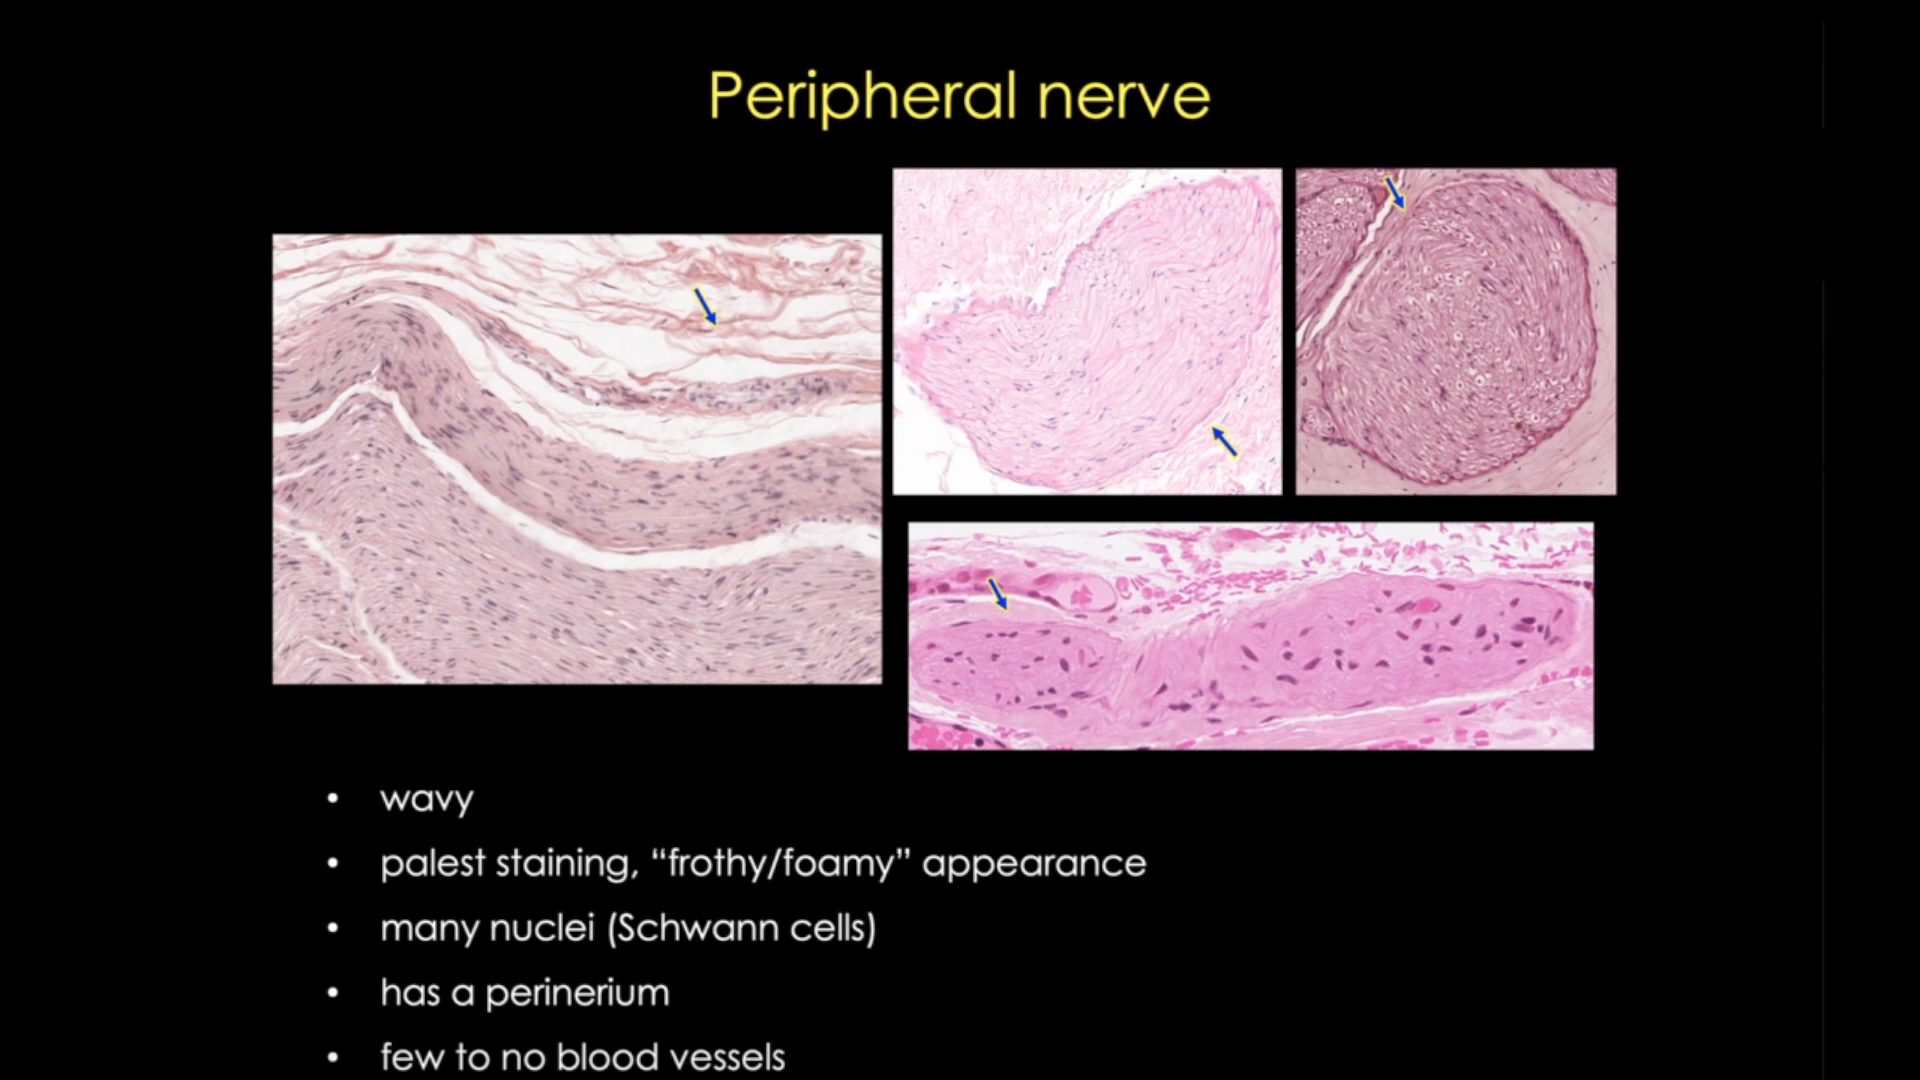 Peripheral nerve
• wavy
• palest staining, “frothy/foamy” appearance
• many nuclei (Schwann cells)
• has a perinerium
• few to no blood vessels